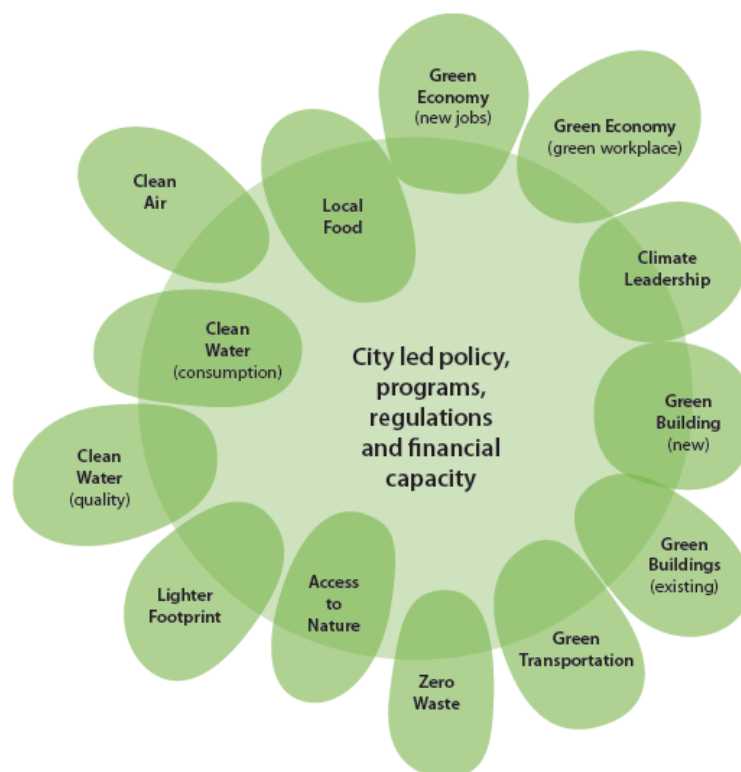 Green
Economy
(new jobs)
Green Economy
(green workplace)
Climate
Leadership
Green
Building
(new)
Green
Buildings
(existing)
Green
Transportation
Zero
Waste
Access
to
Nature
Lighter
Footprint
Clean
Water
(quality)
Clean
Water
(consumption)
Clean
Air
Local
Food
City led policy,
programs,
regulations
and financial
capacity